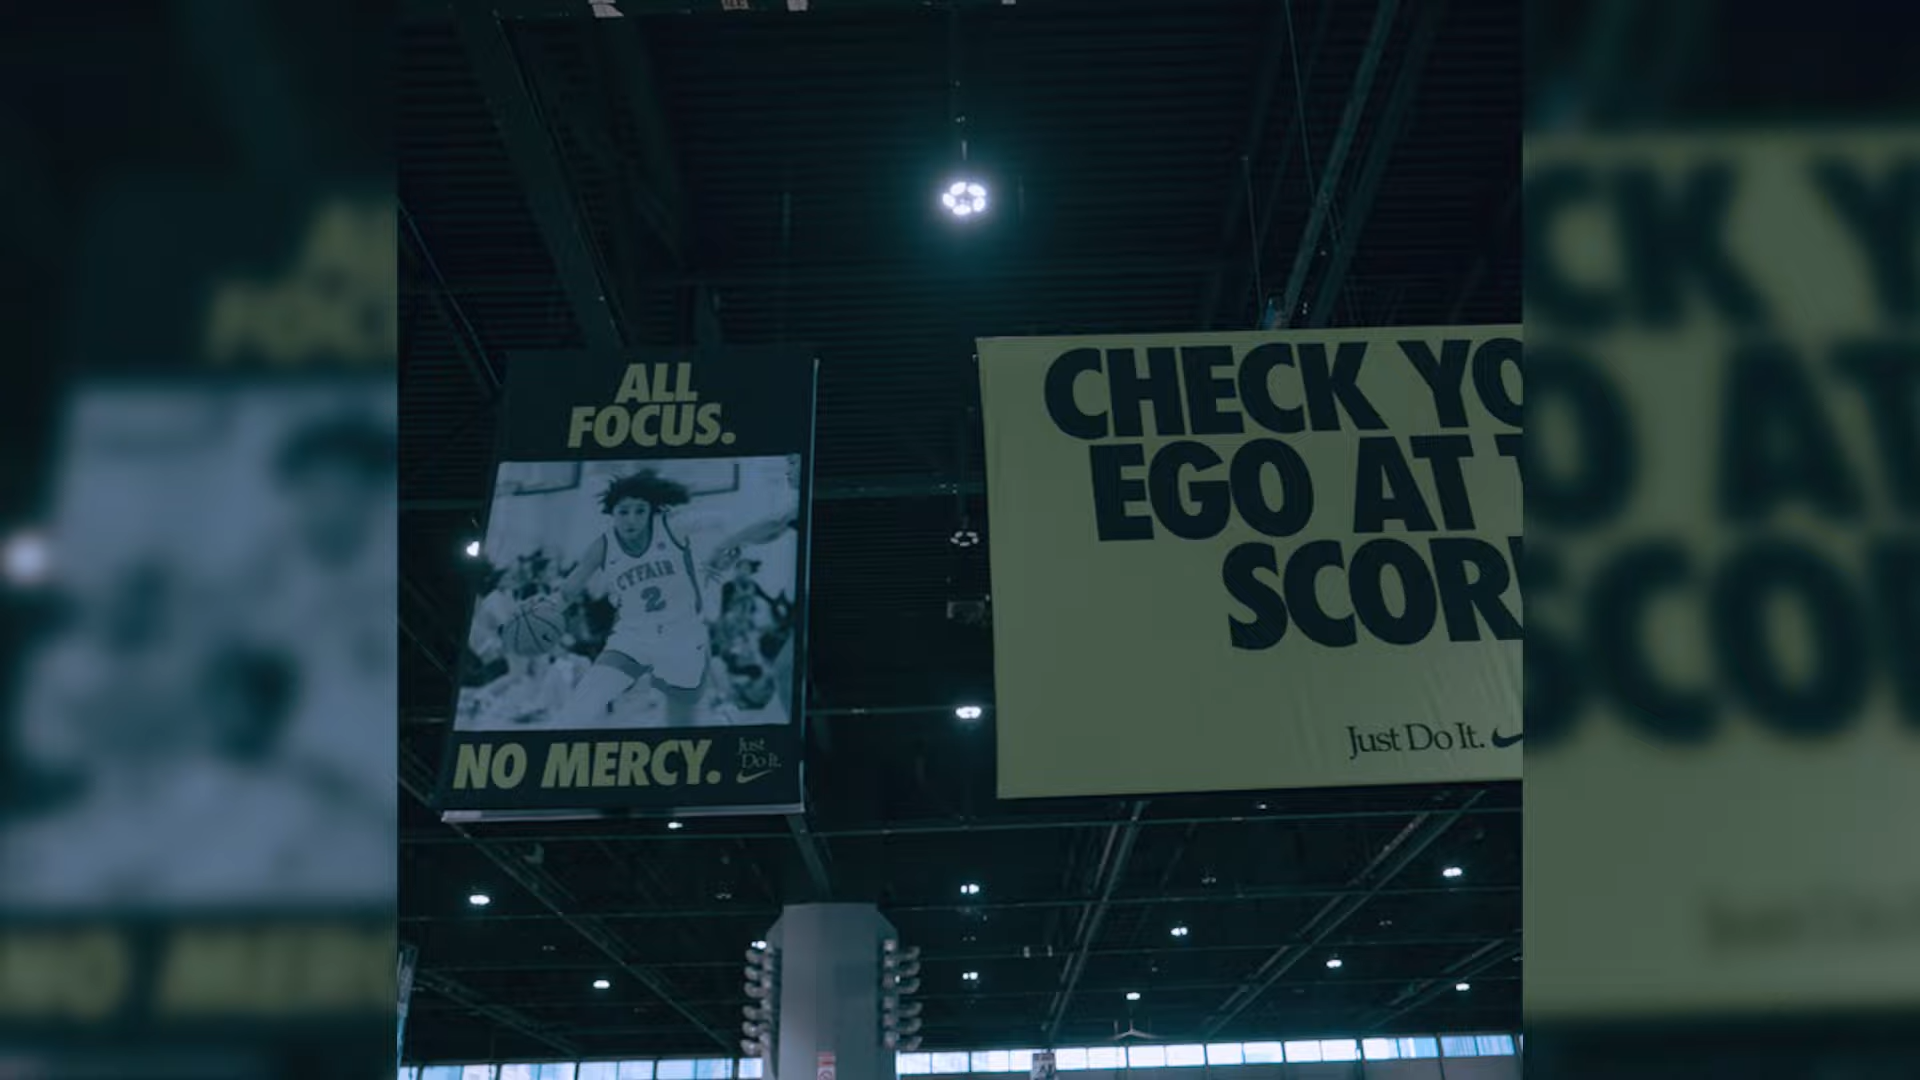 ALL
FOCUS.
CYFAIR
2
NO MERCY.
Just
Do It.
CHECK YO
EGO AT T
SCOR
Just Do It.